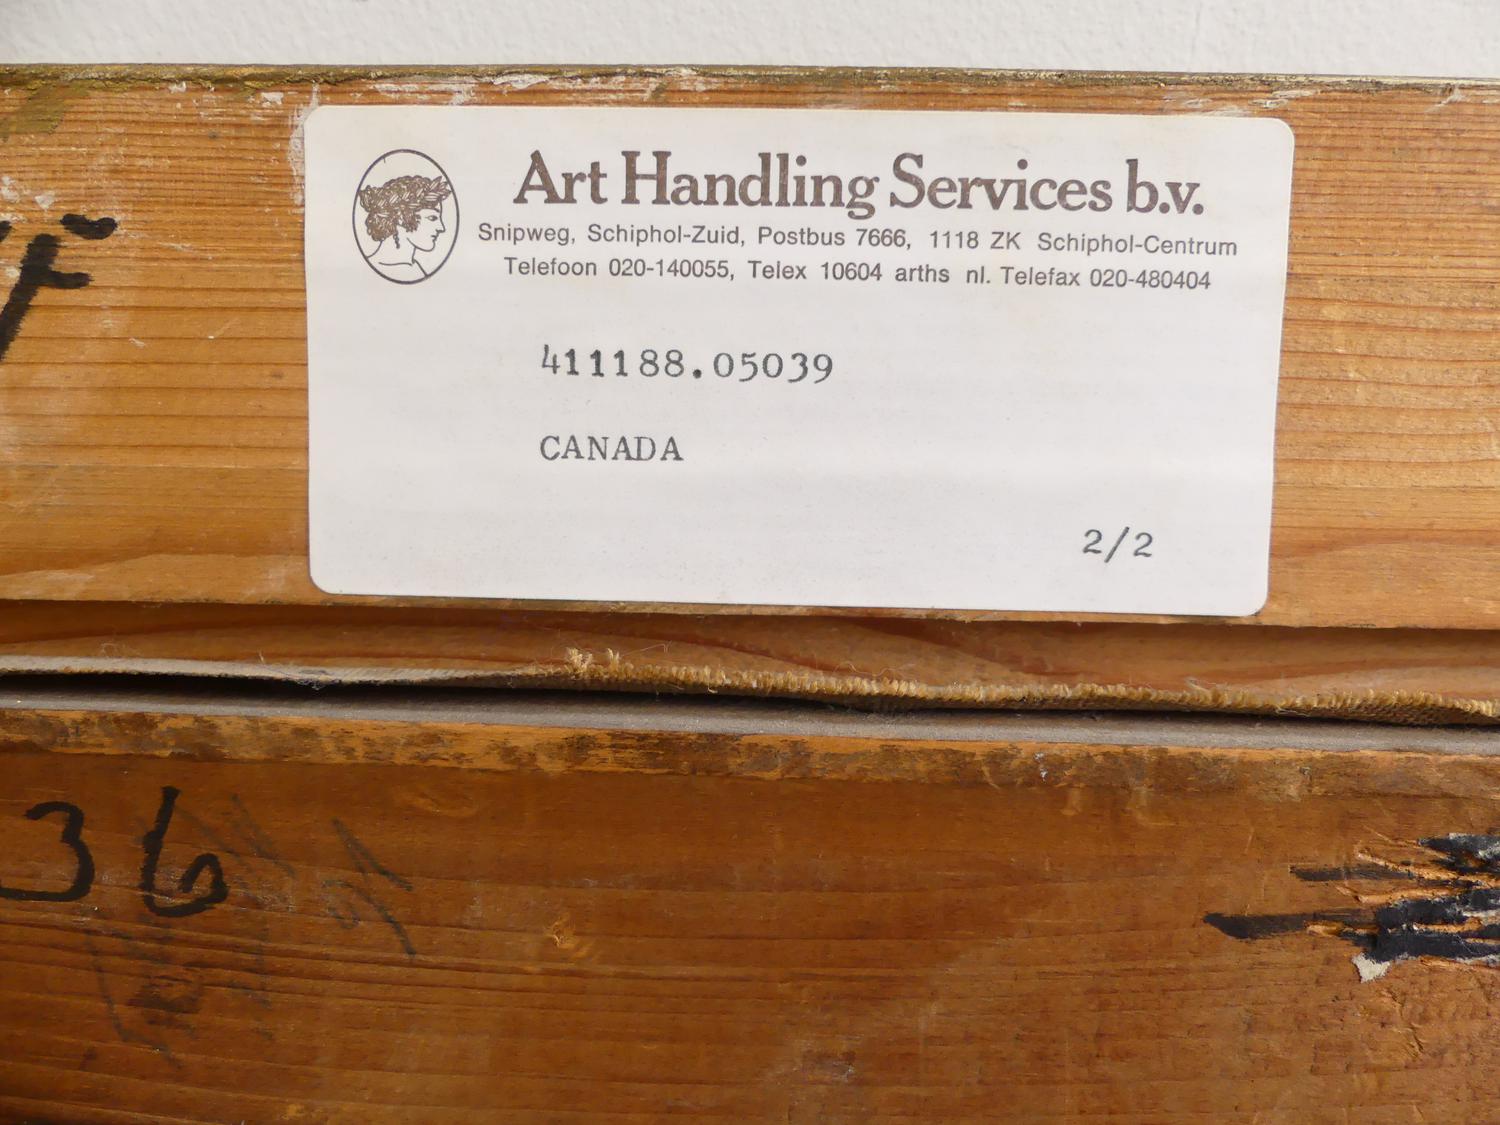 Art Handling Services b.v.
Snipweg, Schiphol-Zuid, Postbus 7666, 1118 ZK Schiphol-Centrum
Telefoon 020-140055, Telex 10604 arths nl. Telefax 020-480404
411188.05039
CANADA
2/2
36